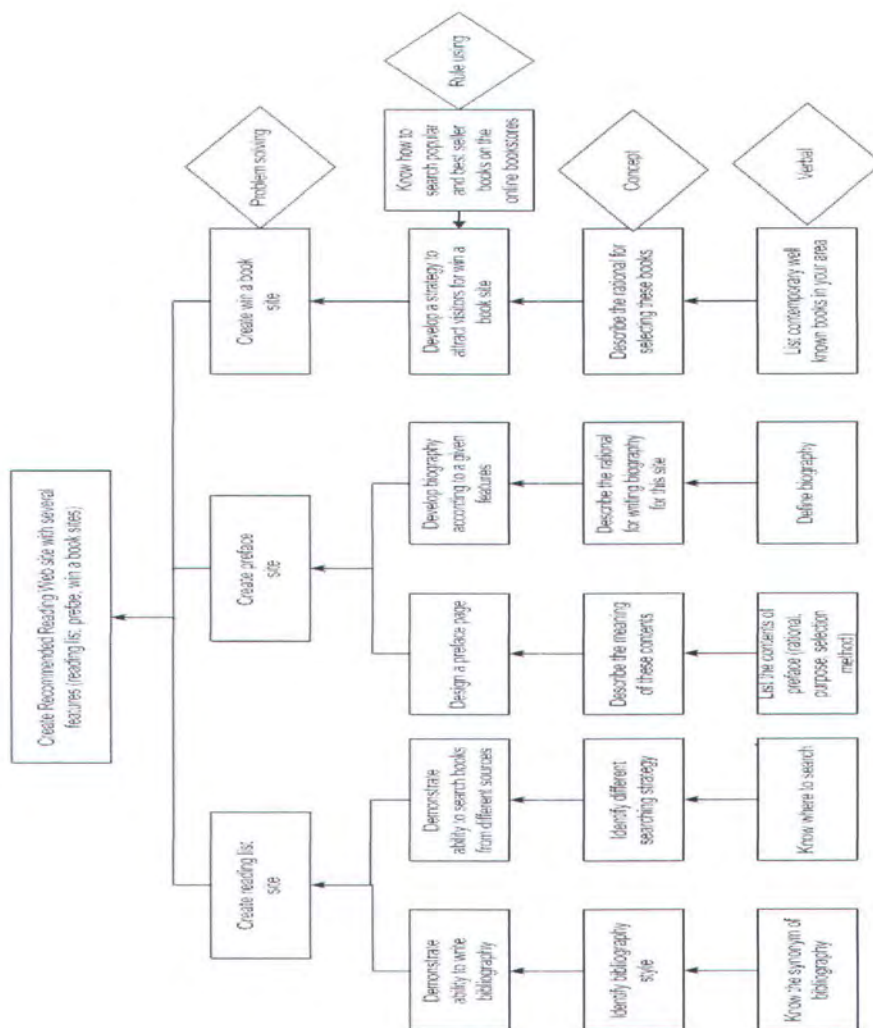 Create Recommended Reading Web site with several
features (reading list, preface, win a book sites)
Create reading list
site
Create preface
site
Create win a book
site
Problem solving
Demonstrate
ability to write
bibliography
Demonstrate
ability to search books
from different sources
Design a preface page
Develop biography
according to a given
features
Develop a strategy to
attract visitors for win a
book site
Know how to
search popular
and best seller
books on the
online bookstores
Rule using
Identify bibliography
style
Identify different
searching strategy
Describe the meaning
of these contents
Describe the rational
for writing biography
for this site
Describe the rational for
selecting these books
Concept
Know the synonym of
bibliography
Know where to search
List the contents of
preface (rational,
purpose, selection
method)
Define biography
List contemporary well
known books in your area
Verbal